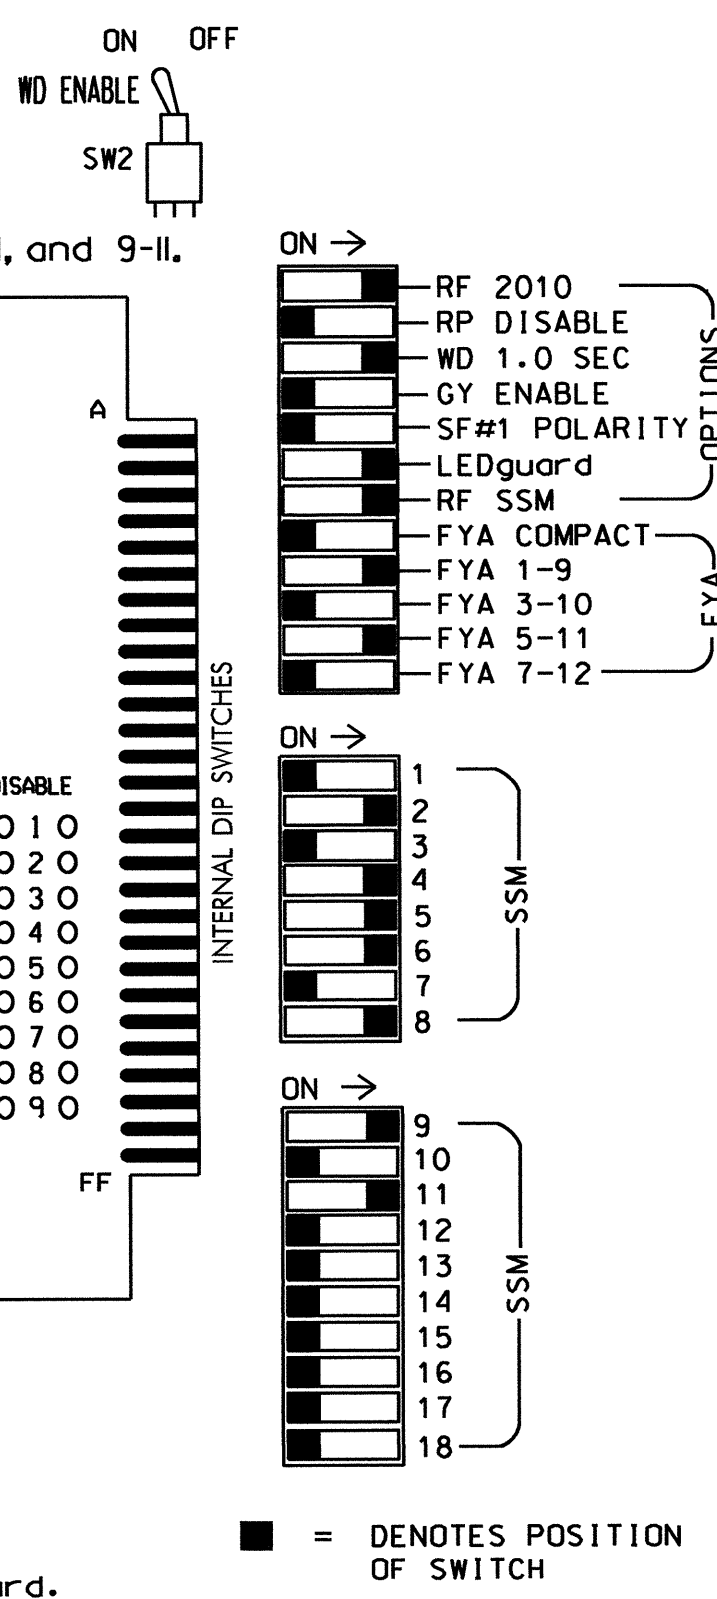 ON OFF
WD ENABLE
SW2
, and 9-11.
ON →
RF 2010
RP DISABLE
WD 1.0 SEC
GY ENABLE
SF#1 POLARITY
LEDguard
RF SSM
OPTIONS
FYA COMPACT
FYA 1-9
FYA 3-10
FYA 5-11
FYA 7-12
FYA
A
FF
INTERNAL DIP SWITCHES
ISABLE
O 1 O
O 2 O
O 3 O
O 4 O
O 5 O
O 6 O
O 7 O
O 8 O
O 9 O
ON →
1
2
3
4
5
6
7
8
SSM
ON →
9
10
11
12
13
14
15
16
17
18
SSM
= DENOTES POSITION
OF SWITCH
rd.